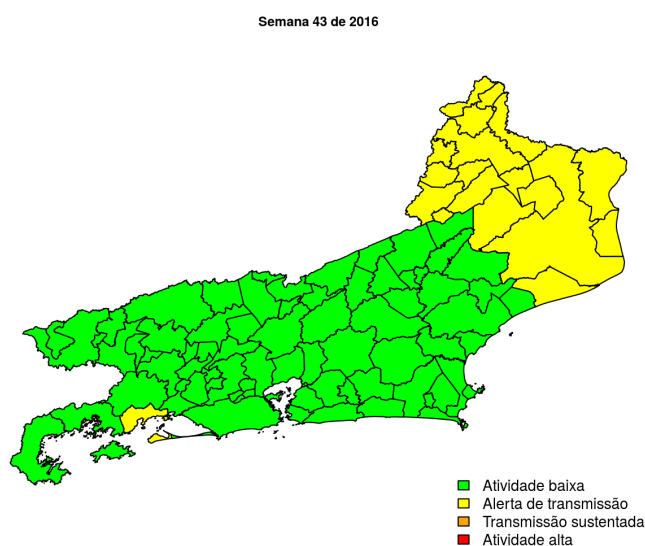 Semana 43 de 2016
Atividade baixa
Alerta de transmissão
Transmissão sustentada
Atividade alta